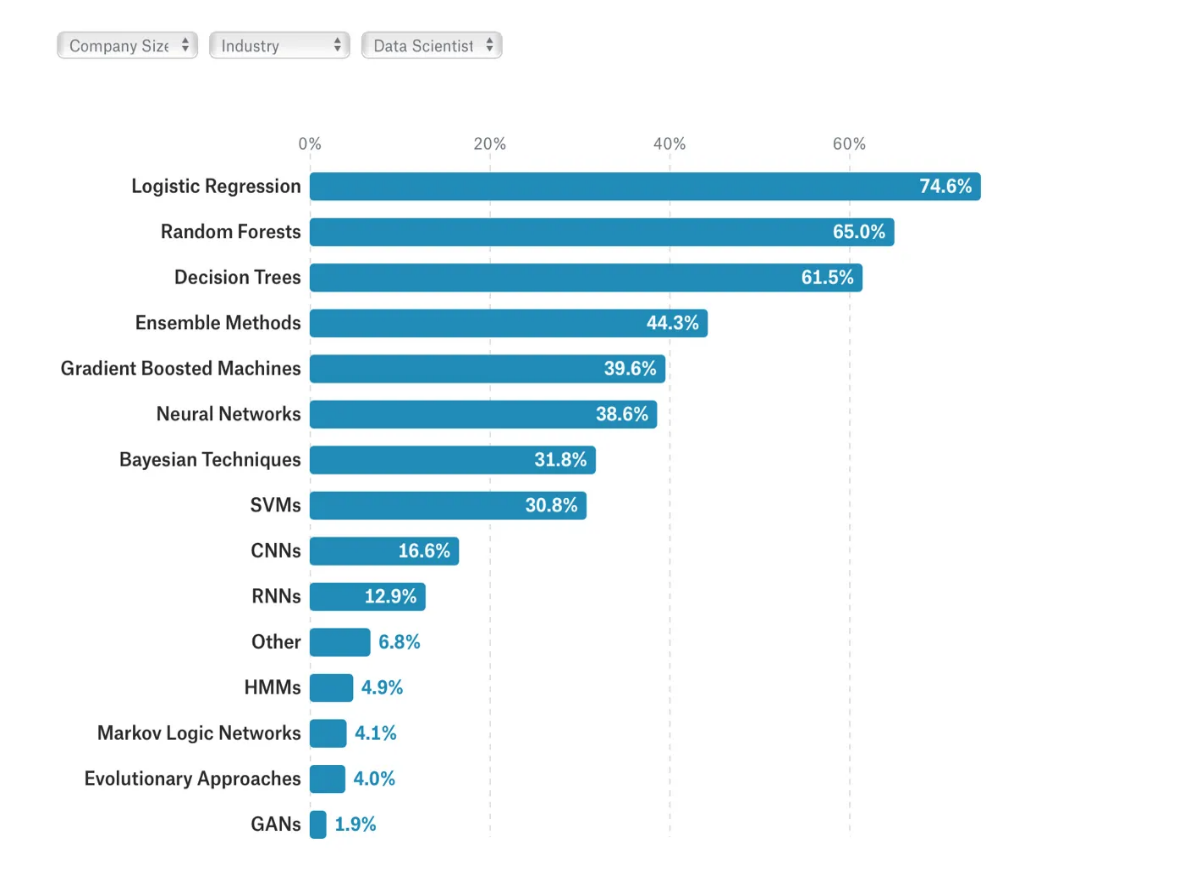 Company Size Industry Data Scientist
0% 20% 40% 60%
Logistic Regression 74.6%
Random Forests 65.0%
Decision Trees 61.5%
Ensemble Methods 44.3%
Gradient Boosted Machines 39.6%
Neural Networks 38.6%
Bayesian Techniques 31.8%
SVMs 30.8%
CNNs 16.6%
RNNs 12.9%
Other 6.8%
HMMs 4.9%
Markov Logic Networks 4.1%
Evolutionary Approaches 4.0%
GANs 1.9%